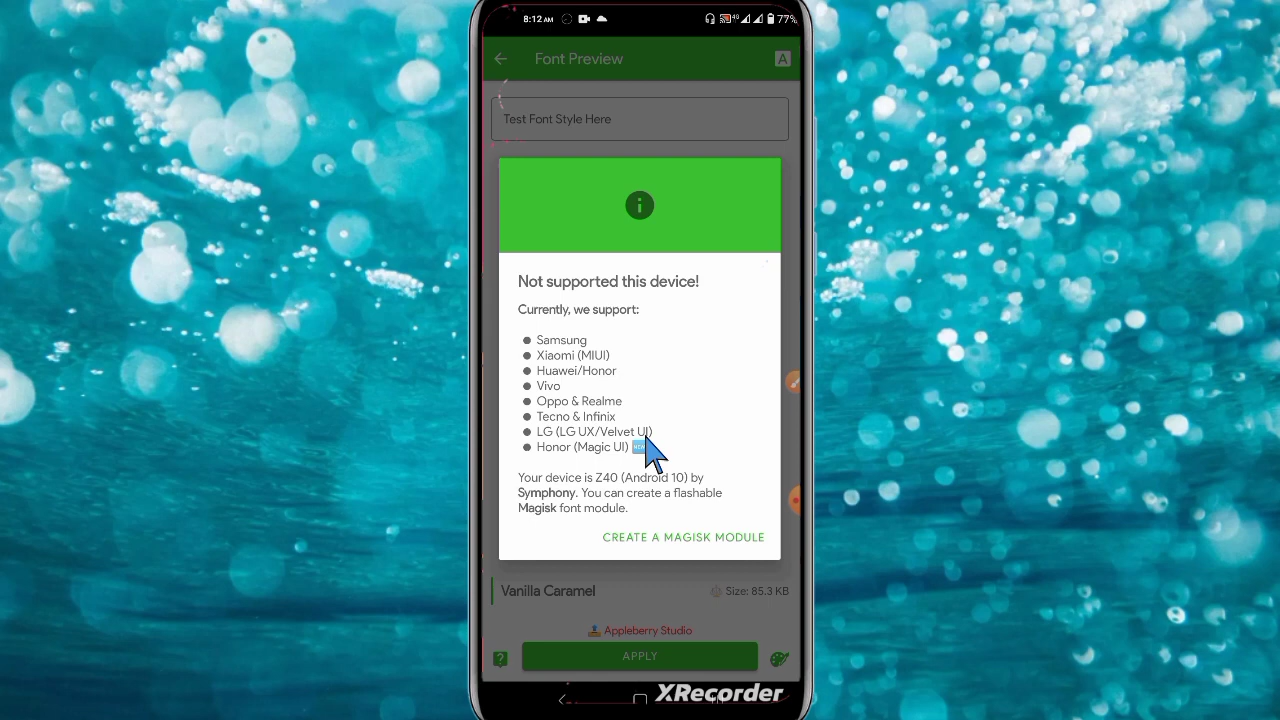 8:12 AM
4G
77%
Font Preview
A
Test Font Style Here
Not supported this device!
Currently, we support:
Samsung
Xiaomi (MIUI)
Huawei/Honor
Vivo
Oppo & Realme
Tecno & Infinix
LG (LG UX/Velvet UI)
Honor (Magic UI)
Your device is Z40 (Android 10) by
Symphony. You can create a flashable
Magisk font module.
CREATE A MAGISK MODULE
Vanilla Caramel
Size: 85.3 KB
Appleberry Studio
?
APPLY
XRecorder